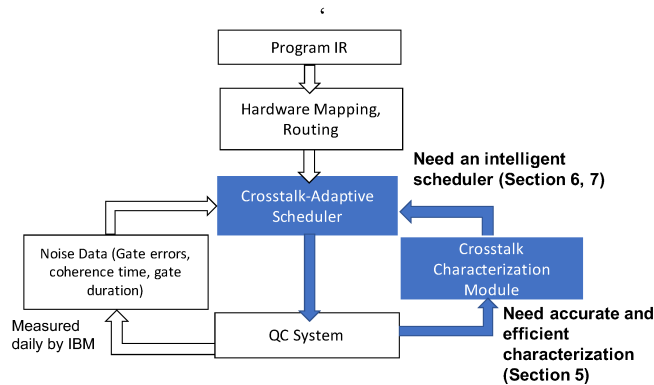 ‘
Program IR
Hardware Mapping,
Routing
Need an intelligent
scheduler (Section 6, 7)
Crosstalk-Adaptive
Scheduler
Noise Data (Gate errors,
coherence time, gate
duration)
Crosstalk
Characterization
Module
Measured
daily by IBM
QC System
Need accurate and
efficient
characterization
(Section 5)